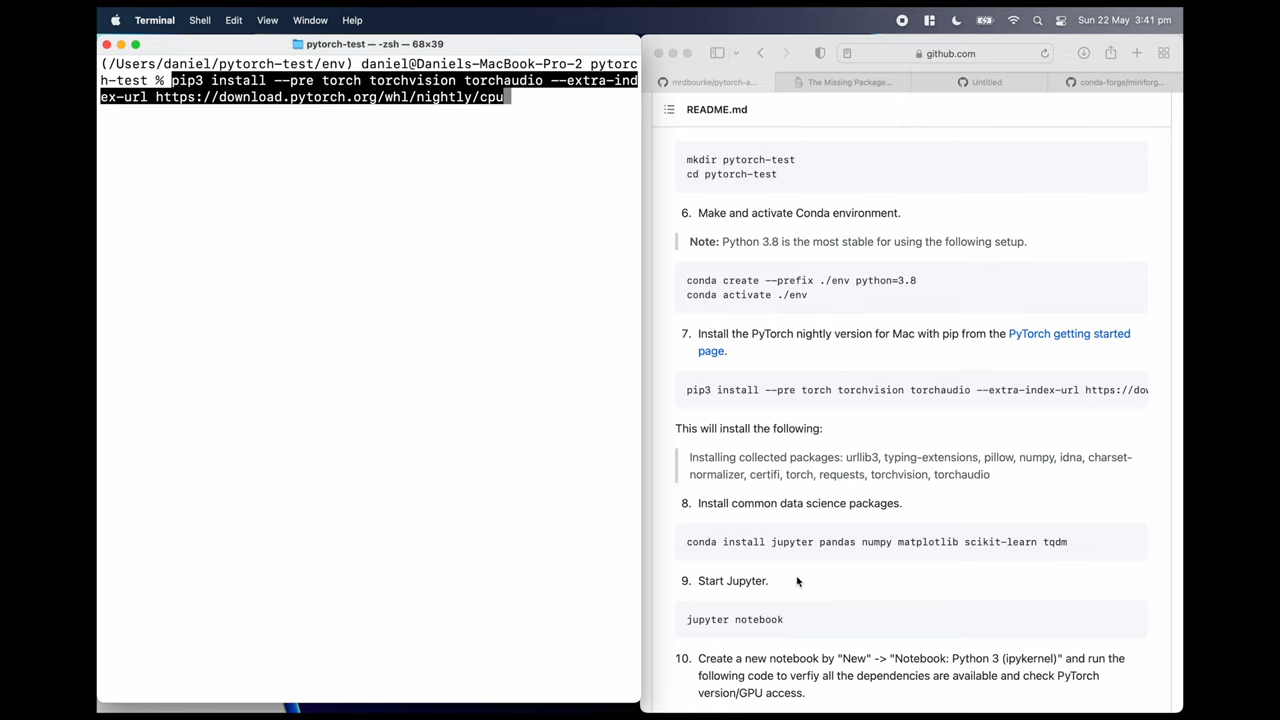 Terminal Shell Edit View Window Help Sun 22 May 3:41 pm
pytorch-test — -zsh — 68×39
(/Users/daniel/pytorch-test/env) daniel@Daniels-MacBook-Pro-2 pytorc
h-test % pip3 install --pre torch torchvision torchaudio --extra-ind
ex-url https://download.pytorch.org/whl/nightly/cpu
github.com
mrdbourke/pytorch-a... The Missing Package... Untitled conda-forge/miniforg...
README.md
mkdir pytorch-test
cd pytorch-test
6. Make and activate Conda environment.
Note: Python 3.8 is the most stable for using the following setup.
conda create --prefix ./env python=3.8
conda activate ./env
7. Install the PyTorch nightly version for Mac with pip from the PyTorch getting started
page.
pip3 install --pre torch torchvision torchaudio --extra-index-url https://dow
This will install the following:
Installing collected packages: urllib3, typing-extensions, pillow, numpy, idna, charset-
normalizer, certifi, torch, requests, torchvision, torchaudio
8. Install common data science packages.
conda install jupyter pandas numpy matplotlib scikit-learn tqdm
9. Start Jupyter.
jupyter notebook
10. Create a new notebook by "New" -> "Notebook: Python 3 (ipykernel)" and run the
following code to verfiy all the dependencies are available and check PyTorch
version/GPU access.